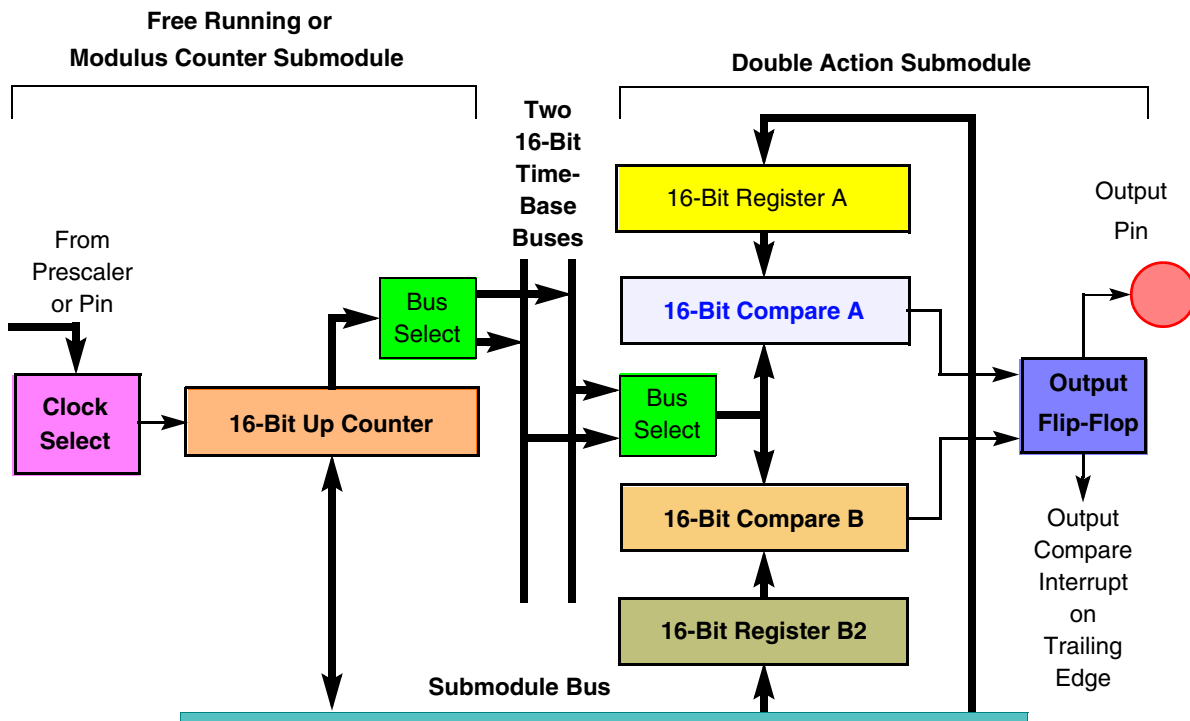 Free Running or
Modulus Counter Submodule
Double Action Submodule
Two
16-Bit
Time-
Base
Buses
16-Bit Register A
Output
Pin
From
Prescaler
or Pin
Bus
Select
16-Bit Compare A
Clock
Select
16-Bit Up Counter
Bus
Select
Output
Flip-Flop
16-Bit Compare B
Output
Compare
Interrupt
on
Trailing
Edge
16-Bit Register B2
Submodule Bus